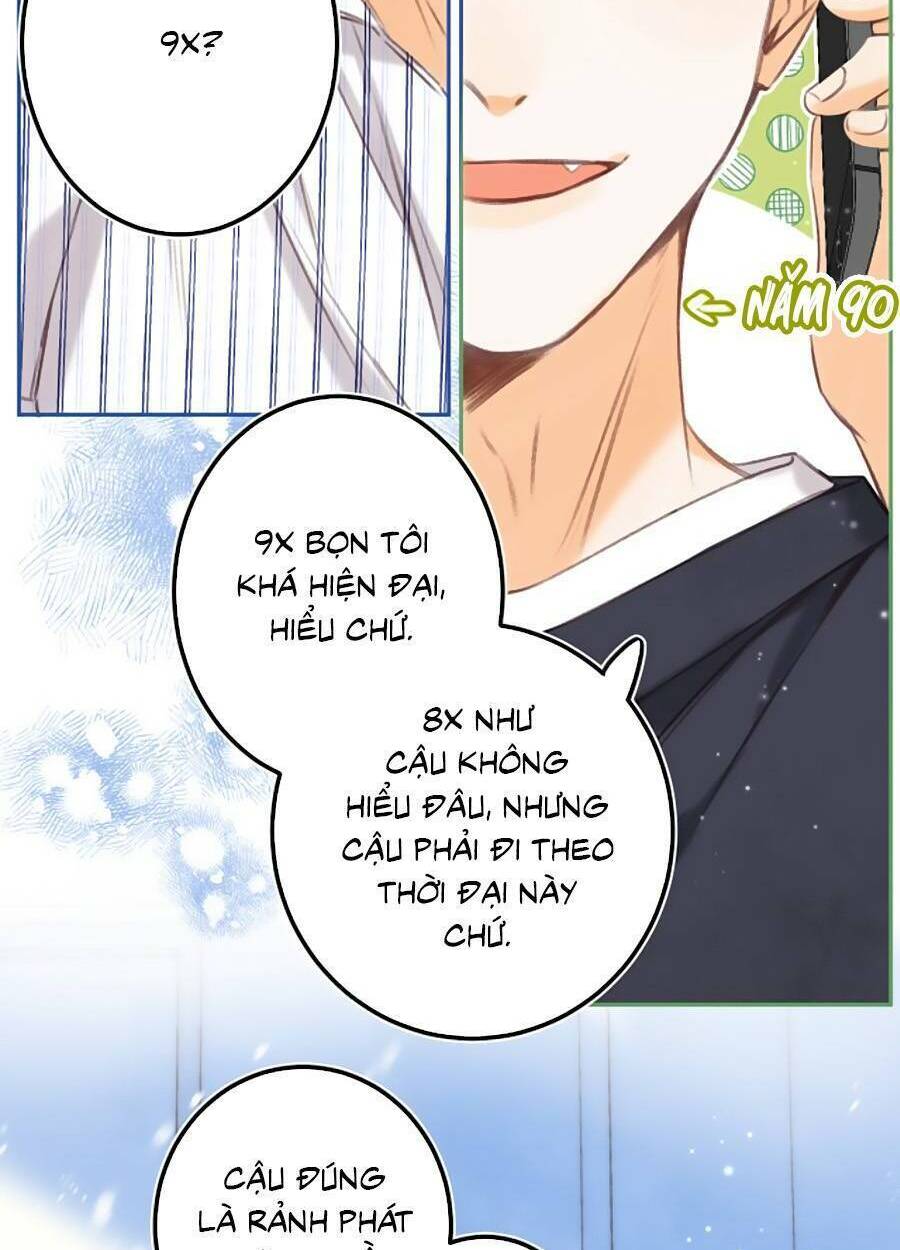 9X?
NĂM 90
9X BỌN TÔI
KHÁ HIỆN ĐẠI,
HIỂU CHỨ.
8X NHƯ
CẬU KHÔNG
HIỂU ĐÂU, NHƯNG
CẬU PHẢI ĐI THEO
THỜI ĐẠI NÀY
CHỨ.
CẬU ĐÚNG
LÀ RẢNH PHÁT